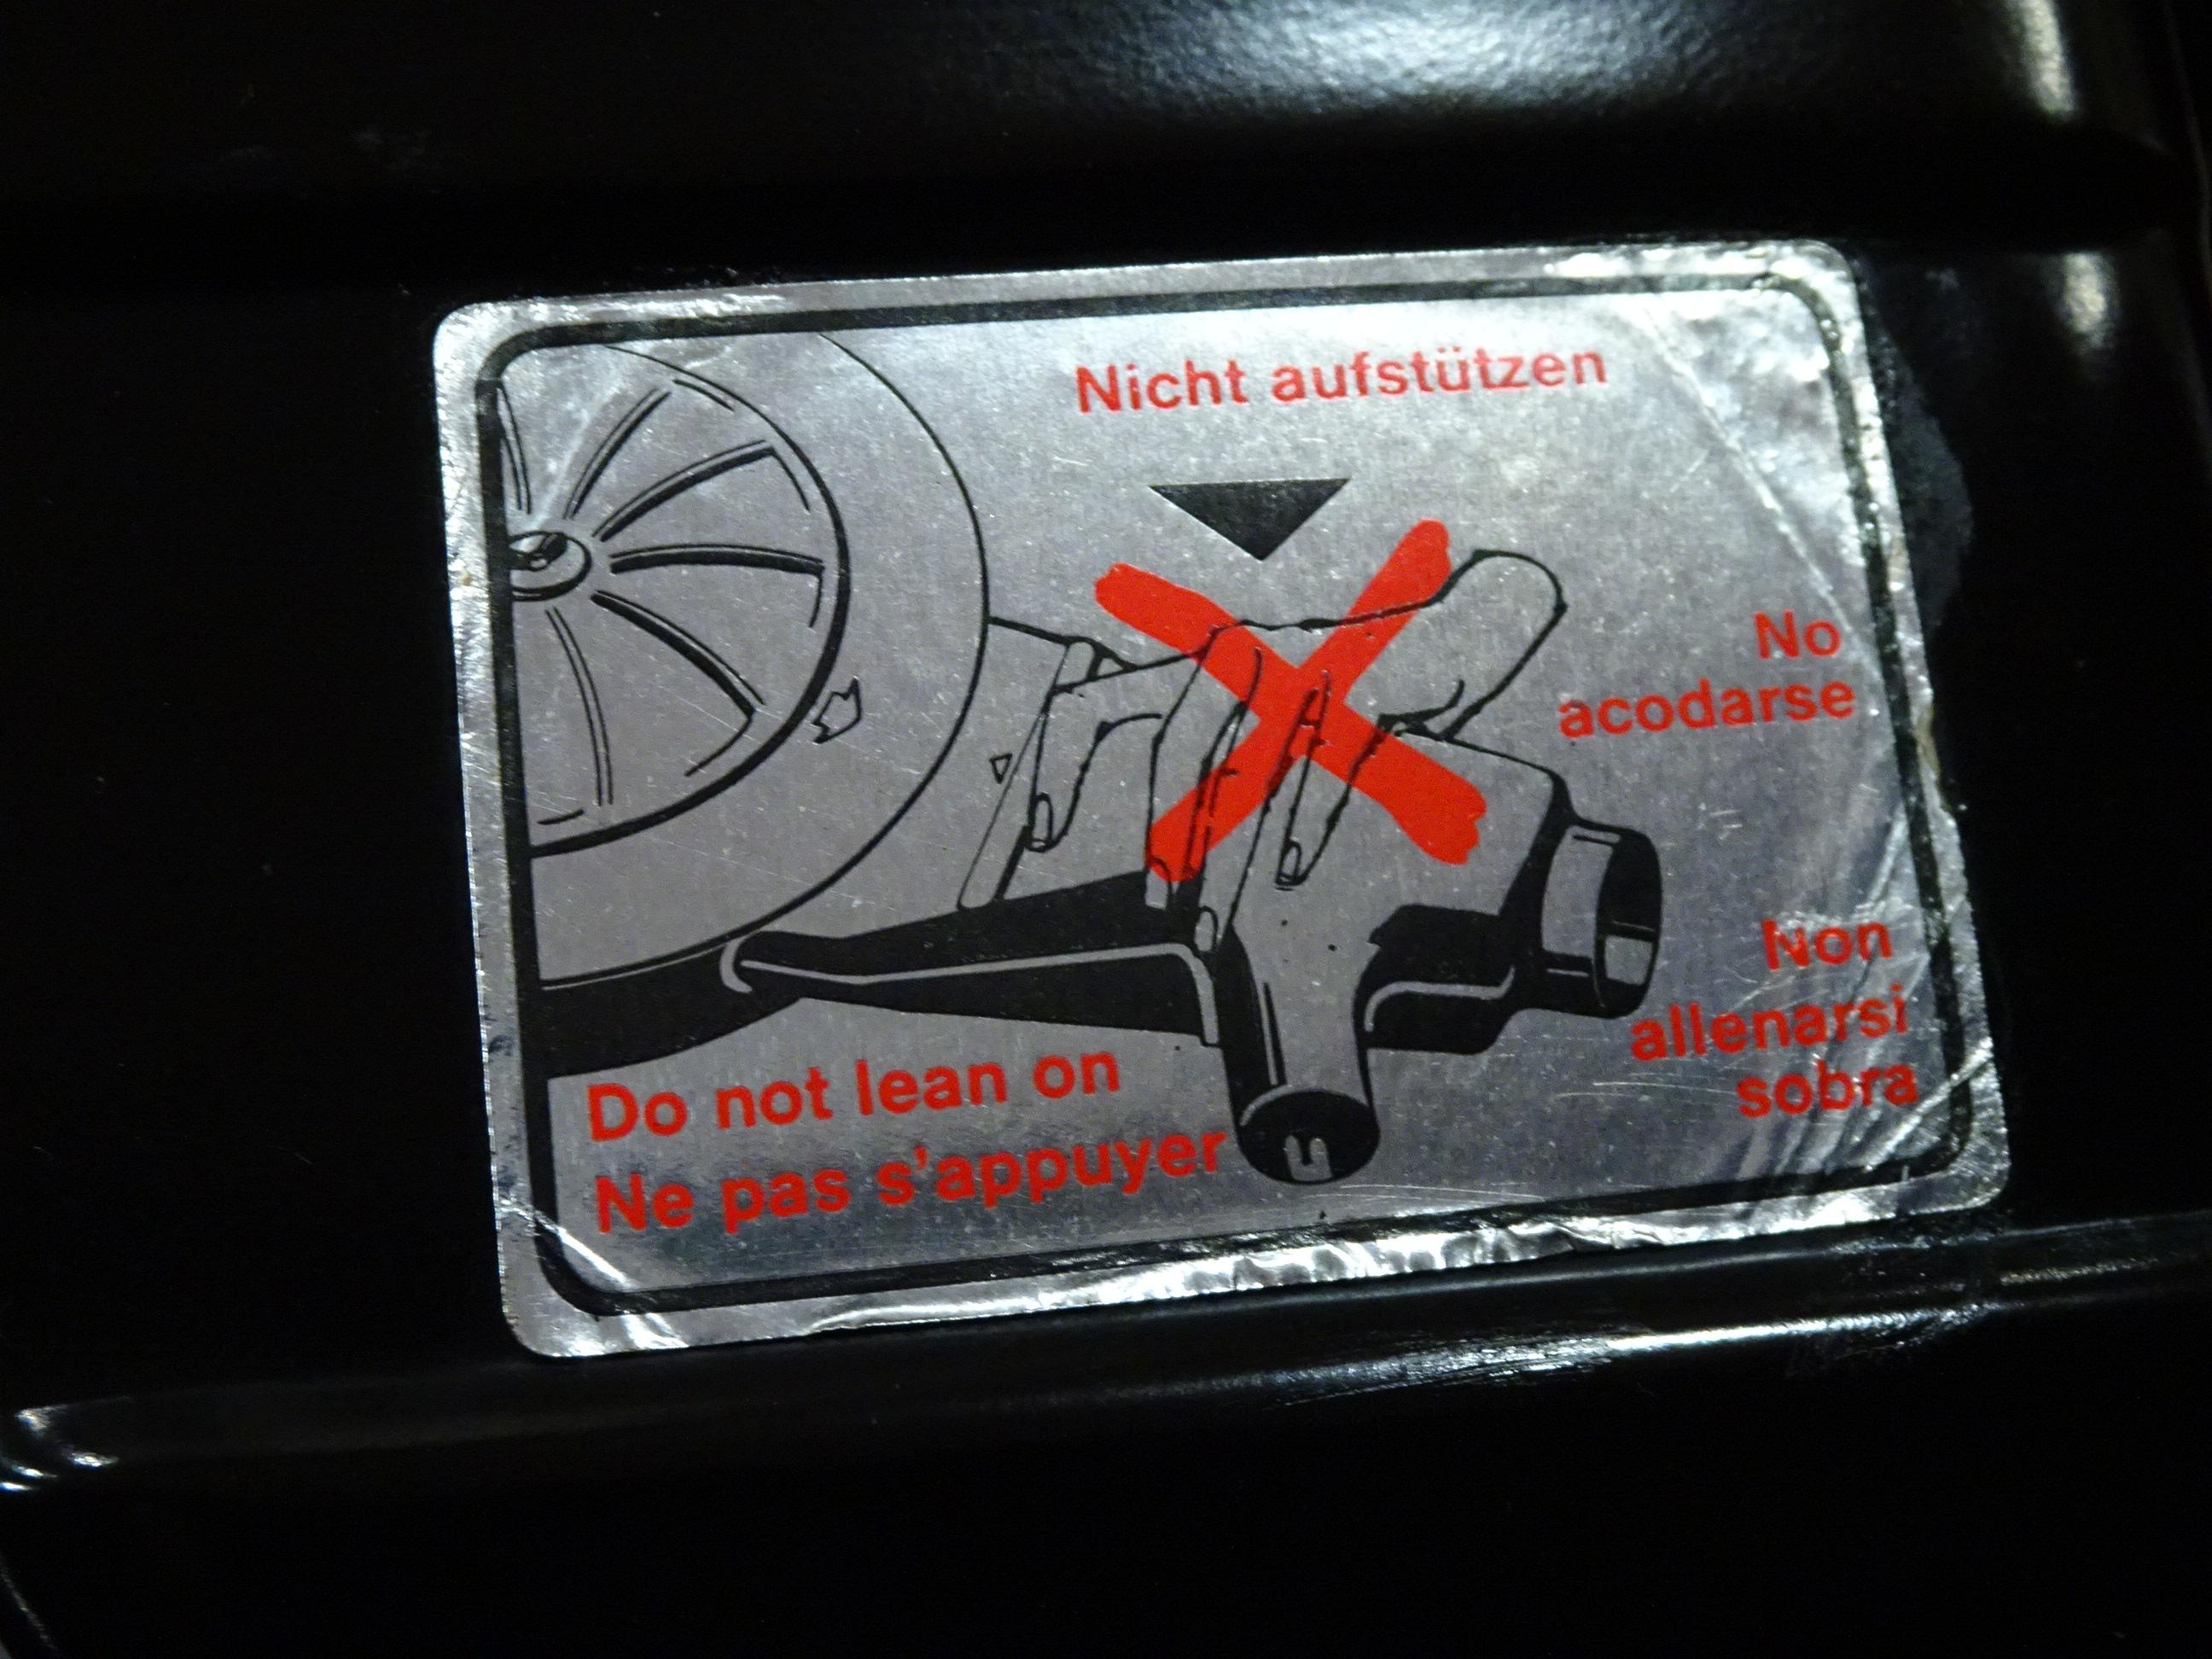 Nicht aufstützen
No
acodarse
Non
allenarsi
sobra
Do not lean on
Ne pas s'appuyer